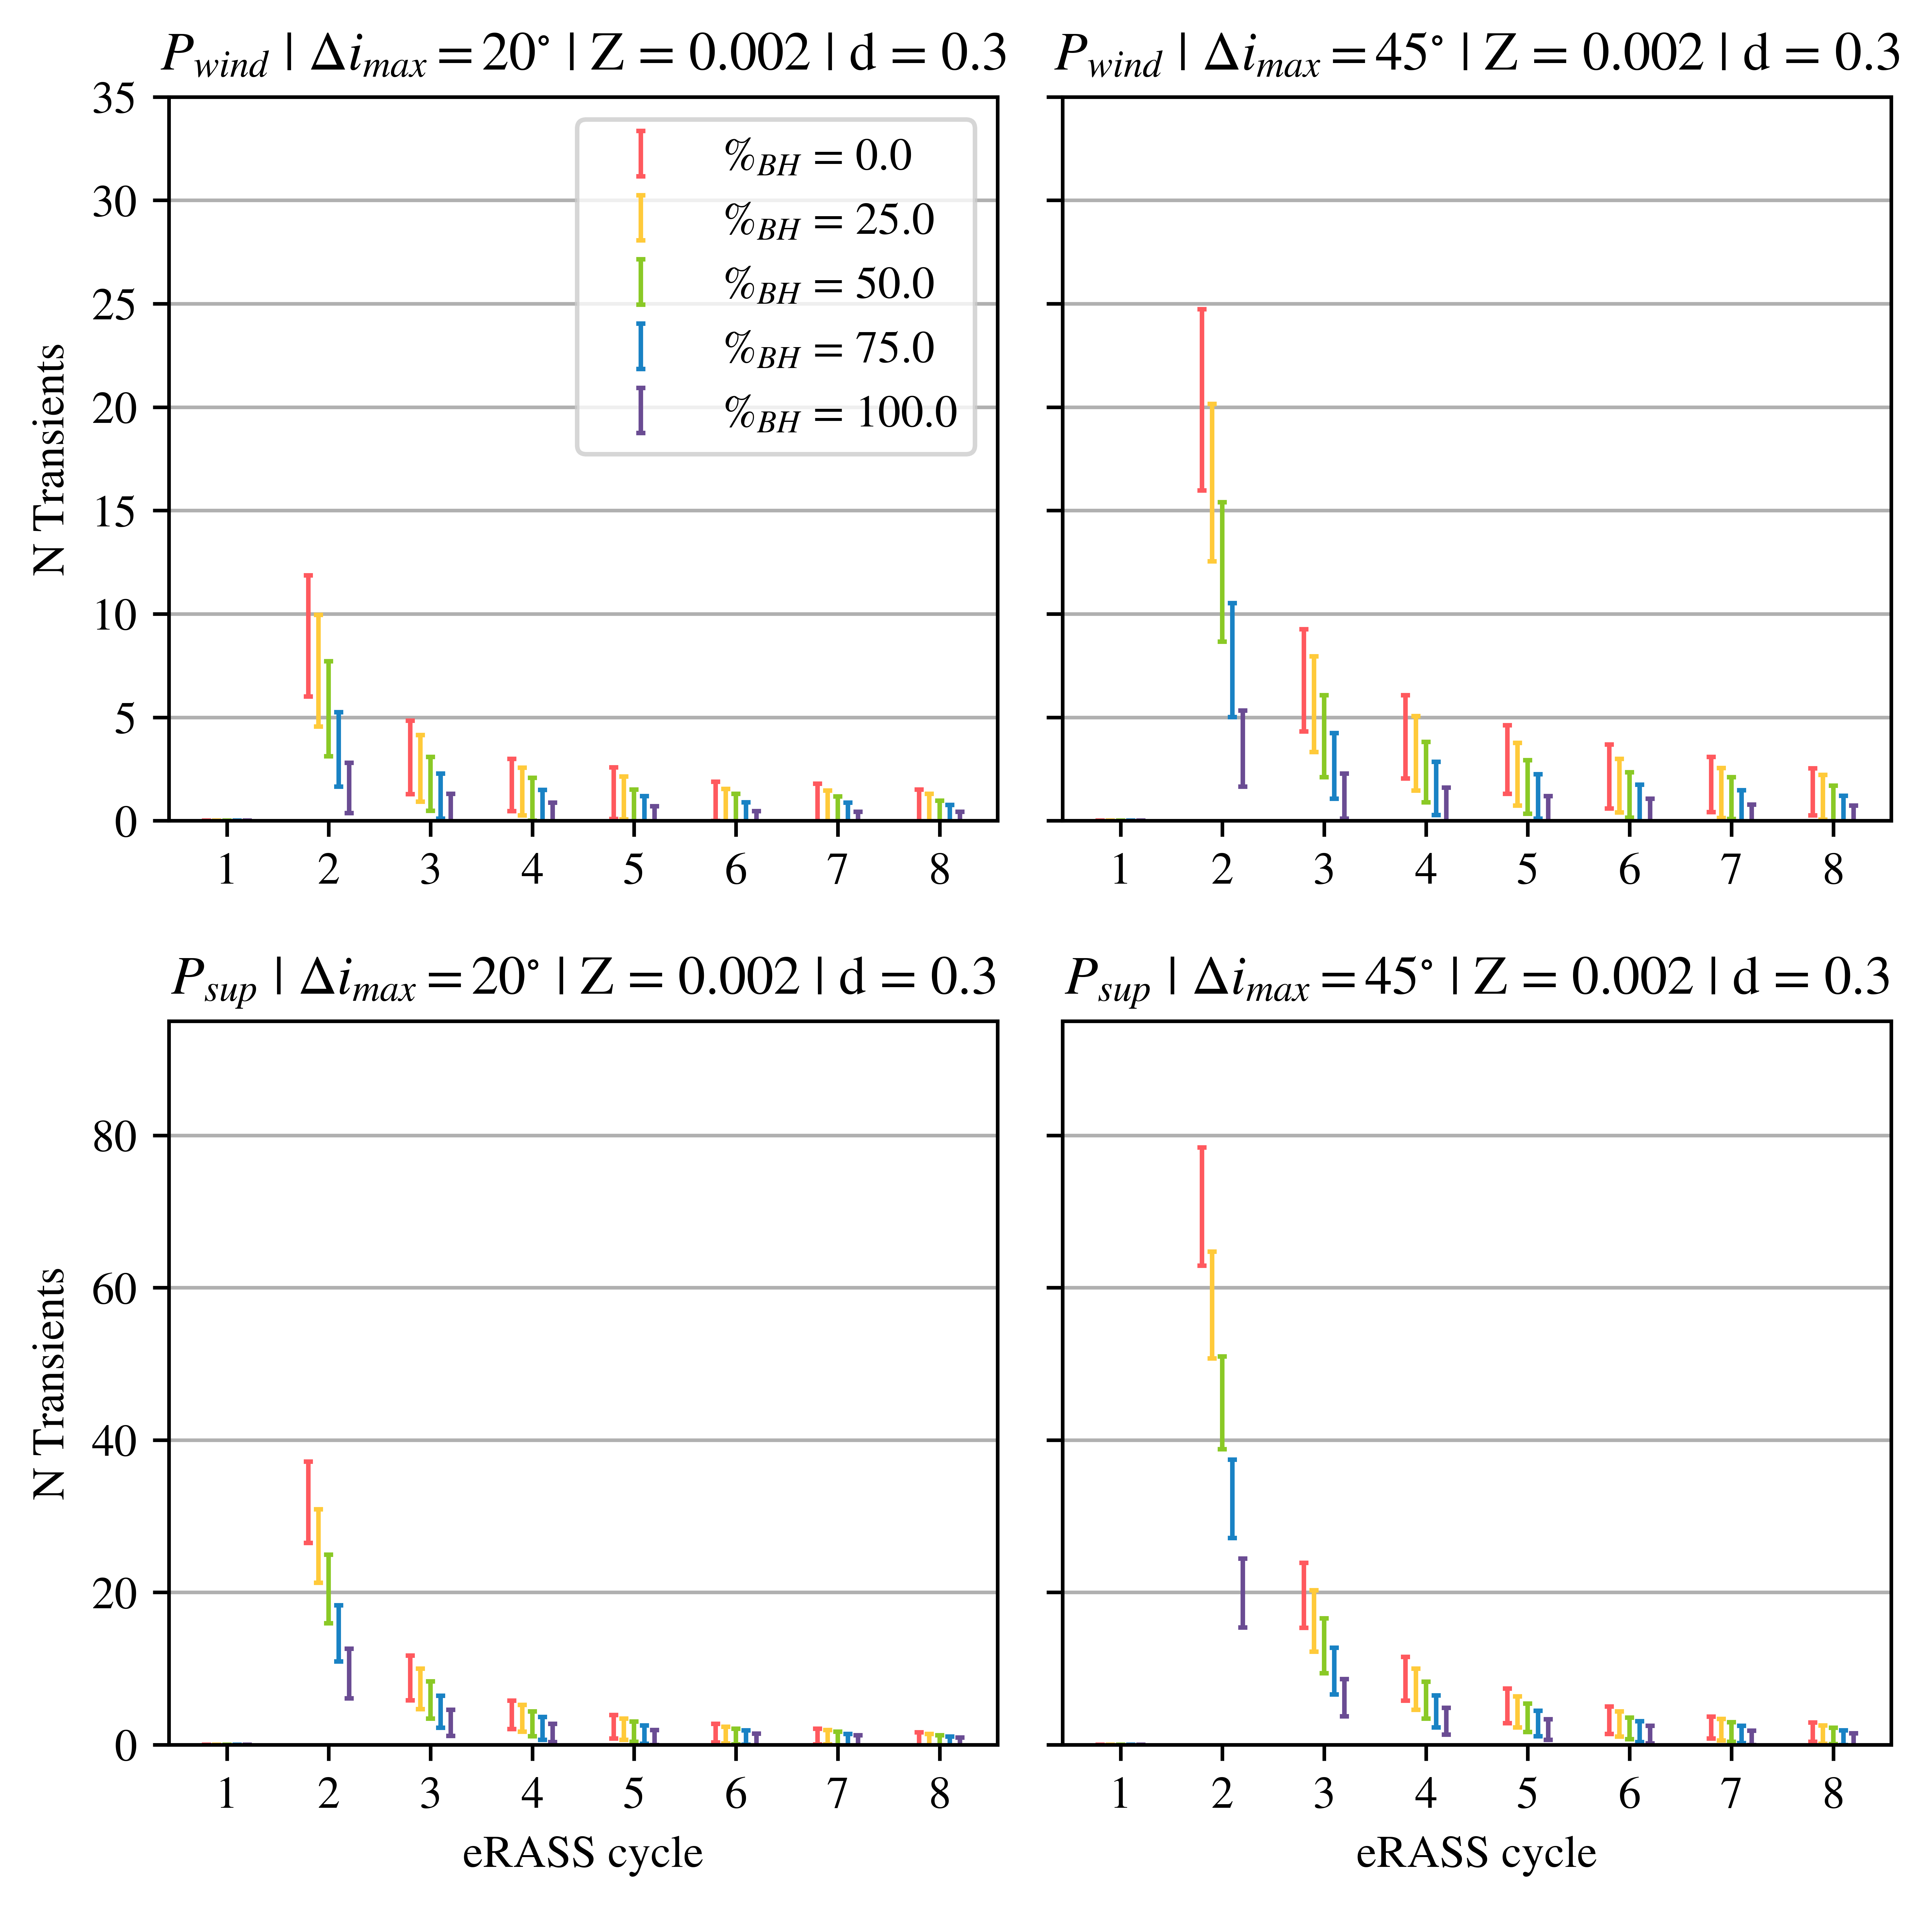 P_wind | Δi_max = 20° | Z = 0.002 | d = 0.3
P_wind | Δi_max = 45° | Z = 0.002 | d = 0.3
35
30
25
20
15
10
5
0
N Transients
%_BH = 0.0
%_BH = 25.0
%_BH = 50.0
%_BH = 75.0
%_BH = 100.0
1 2 3 4 5 6 7 8
1 2 3 4 5 6 7 8
P_sup | Δi_max = 20° | Z = 0.002 | d = 0.3
P_sup | Δi_max = 45° | Z = 0.002 | d = 0.3
80
60
40
20
0
N Transients
1 2 3 4 5 6 7 8
1 2 3 4 5 6 7 8
eRASS cycle
eRASS cycle